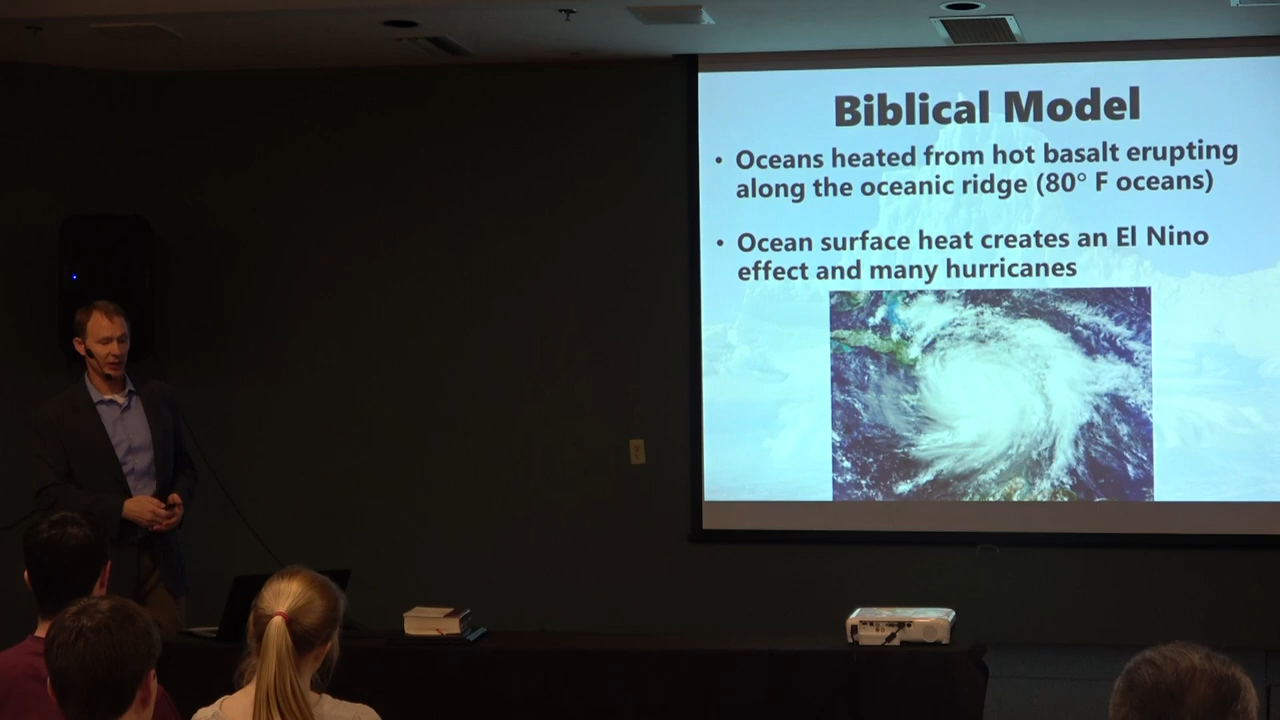 Biblical Model
• Oceans heated from hot basalt erupting
along the oceanic ridge (80° F oceans)
• Ocean surface heat creates an El Nino
effect and many hurricanes